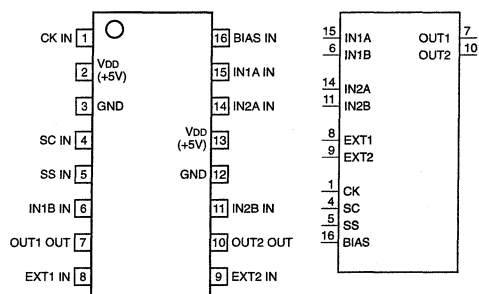 CK IN 1
16 BIAS IN
2 VDD
(+5V)
15 IN1A IN
3 GND
14 IN2A IN
SC IN 4
VDD
(+5V) 13
SS IN 5
GND 12
IN1B IN 6
11 IN2B IN
OUT1 OUT 7
10 OUT2 OUT
EXT1 IN 8
9 EXT2 IN
15 IN1A OUT1 7
6 IN1B OUT2 10
14 IN2A
11 IN2B
8 EXT1
9 EXT2
1 CK
4 SC
5 SS
16 BIAS